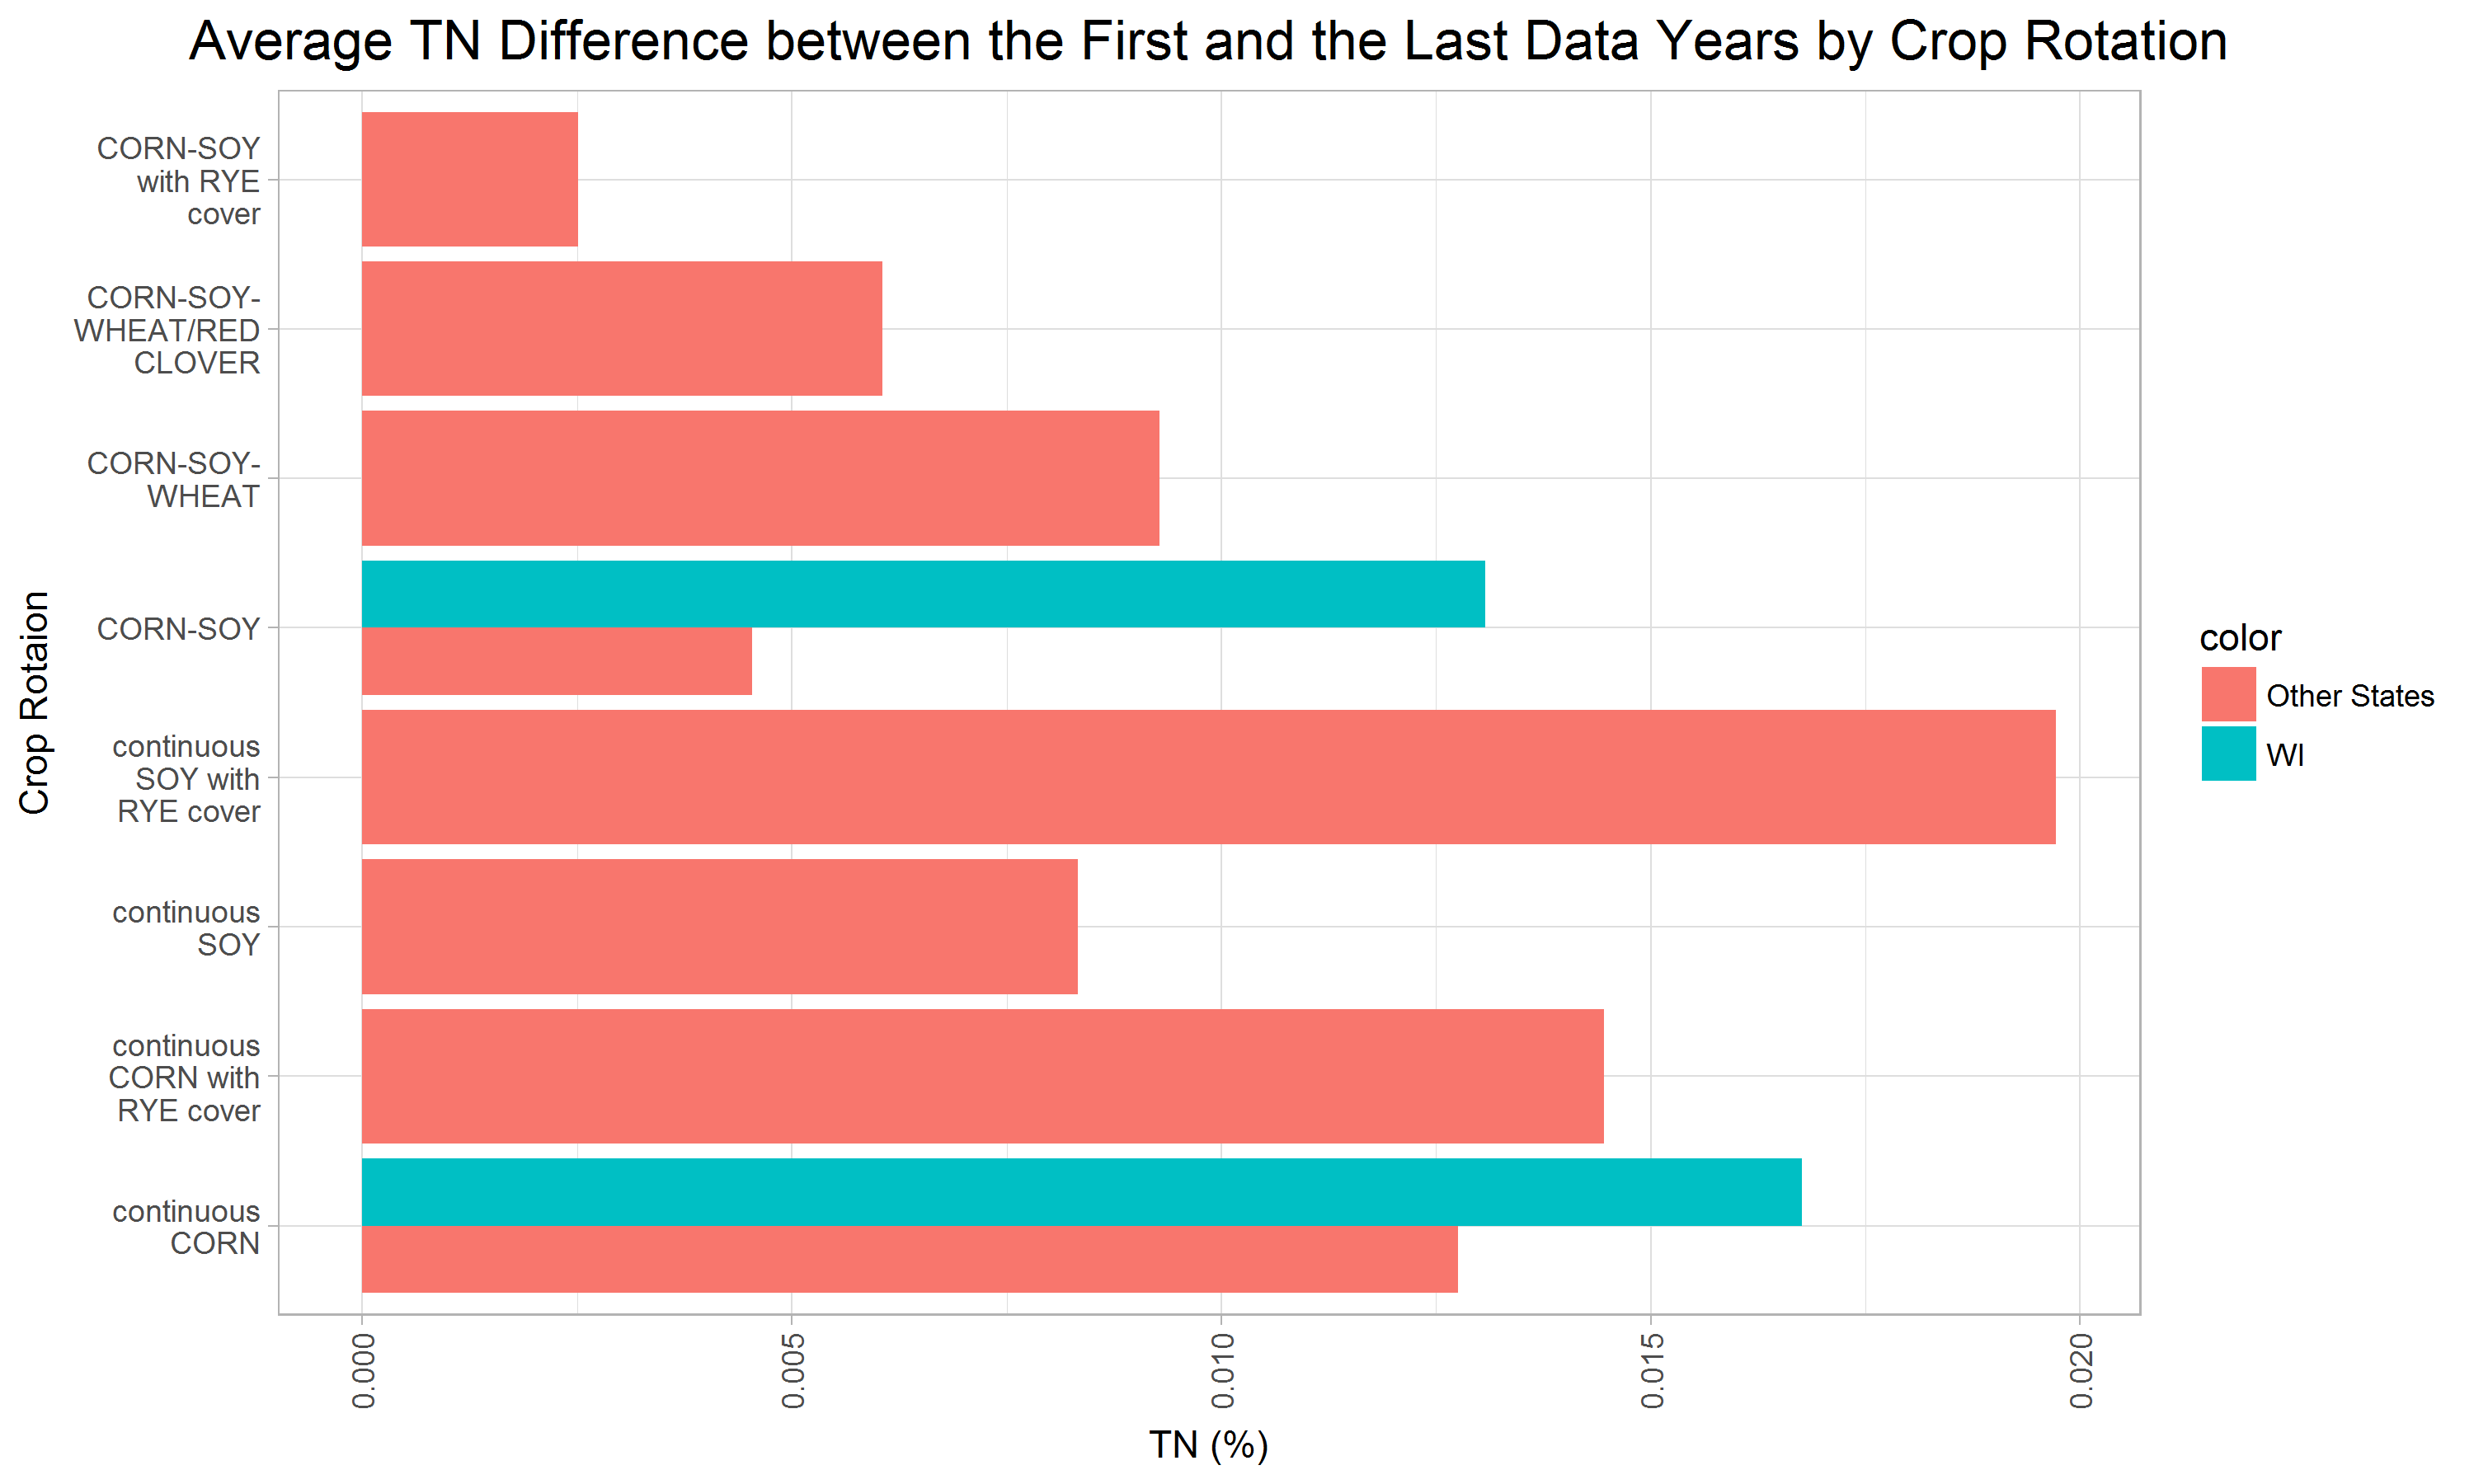 Average TN Difference between the First and the Last Data Years by Crop Rotation
CORN-SOY
with RYE
cover
CORN-SOY-
WHEAT/RED
CLOVER
CORN-SOY-
WHEAT
CORN-SOY
continuous
SOY with
RYE cover
continuous
SOY
continuous
CORN with
RYE cover
continuous
CORN
Crop Rotaion
0.000
0.005
0.010
0.015
0.020
TN (%)
color
Other States
WI